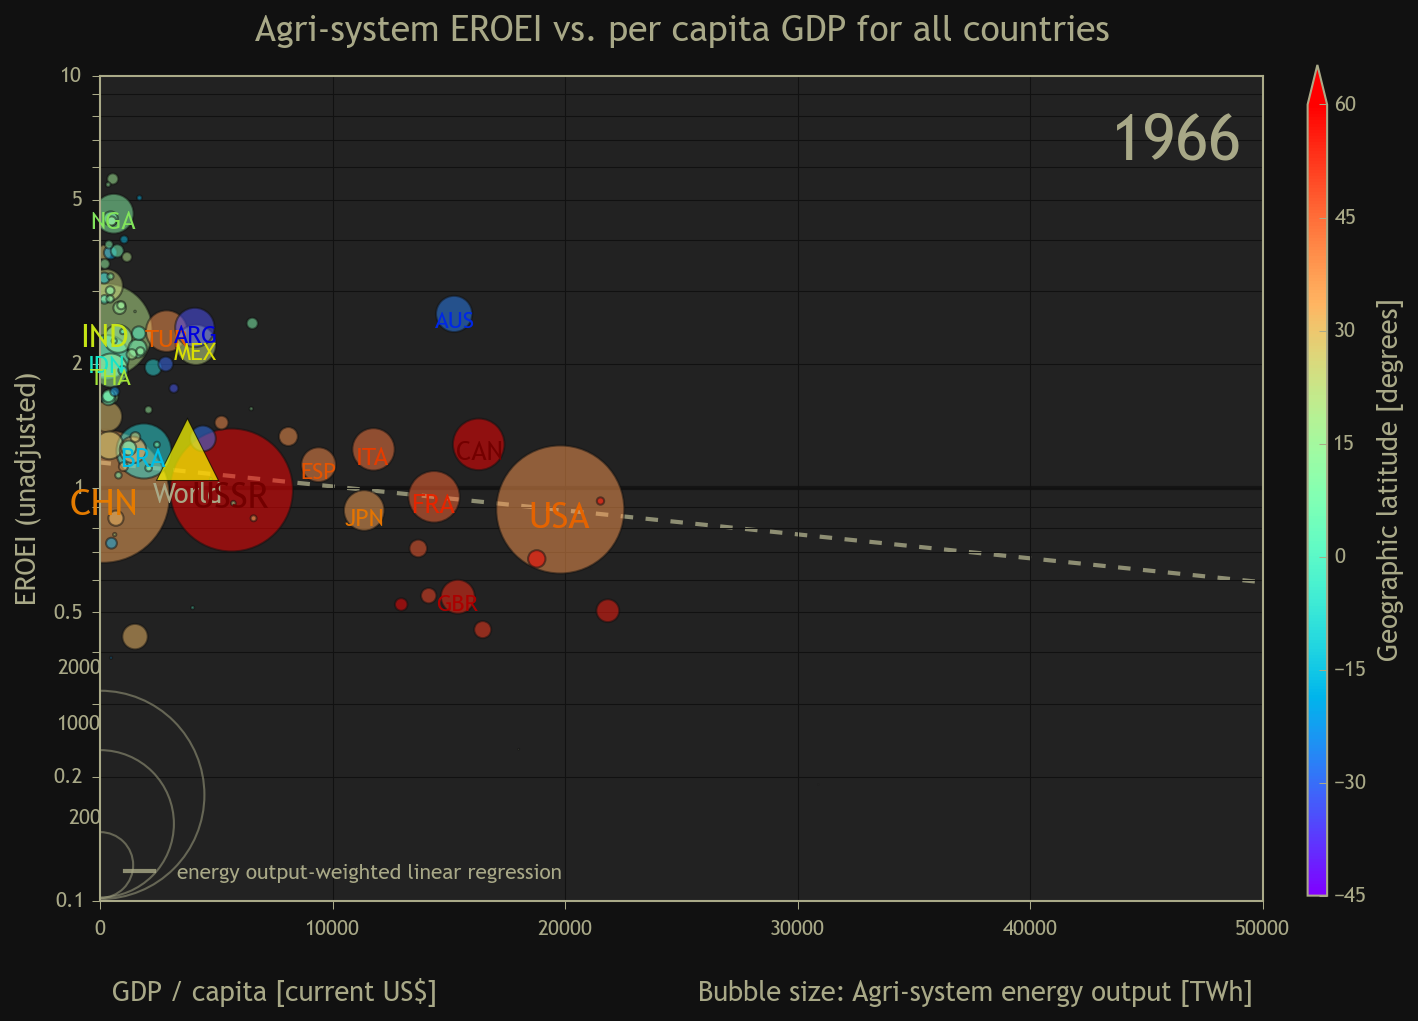 Agri-system EROEI vs. per capita GDP for all countries
1966
10
5
2
1
0.5
0.2
0.1
EROEI (unadjusted)
NGA
IND
TUR
ARG
MEX
AUS
IDN
THA
BRA
World
USSR
CHN
ESP
ITA
CAN
JPN
FRA
USA
GBR
2000
1000
200
energy output-weighted linear regression
0
10000
20000
30000
40000
50000
GDP / capita [current US$]
Bubble size: Agri-system energy output [TWh]
60
45
30
15
0
−15
−30
−45
Geographic latitude [degrees]